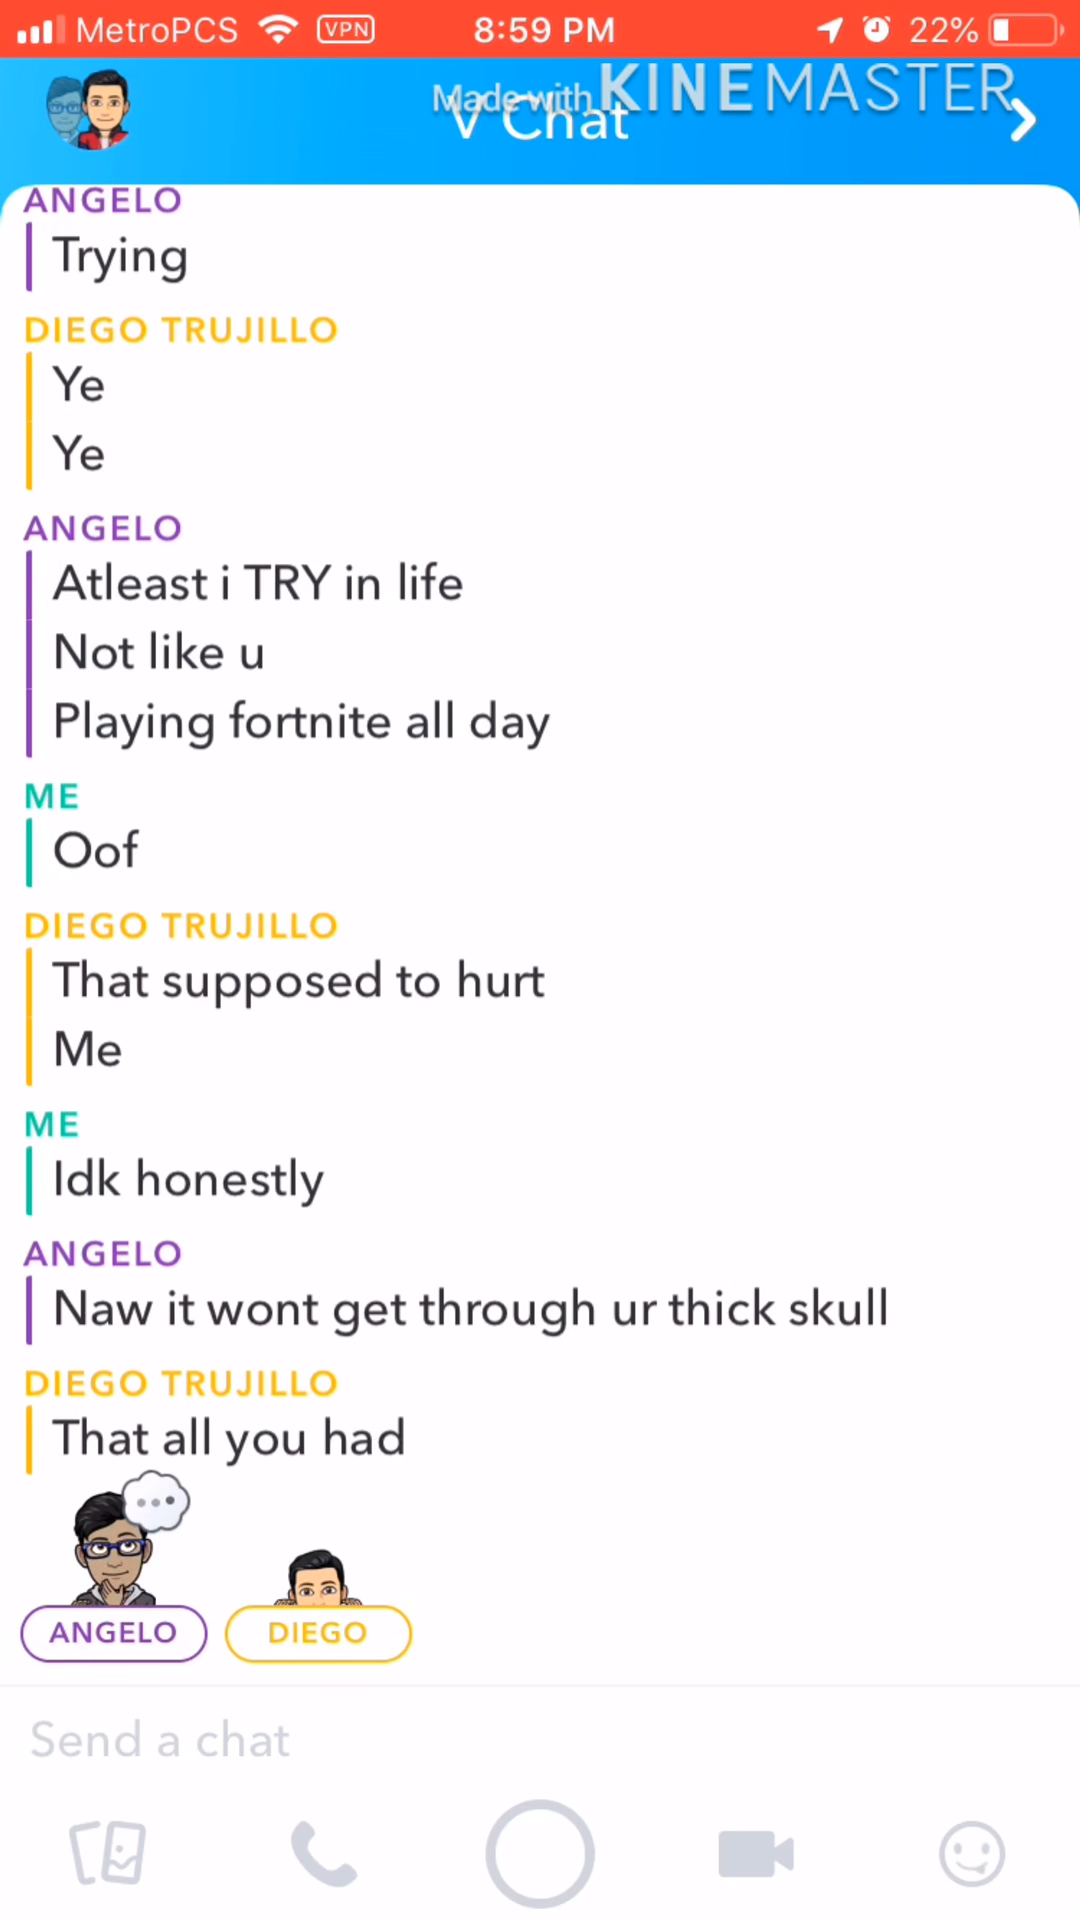 MetroPCS VPN 8:59 PM 22%
Made with KINEMASTER
V Chat
ANGELO
Trying
DIEGO TRUJILLO
Ye
Ye
ANGELO
Atleast i TRY in life
Not like u
Playing fortnite all day
ME
Oof
DIEGO TRUJILLO
That supposed to hurt
Me
ME
Idk honestly
ANGELO
Naw it wont get through ur thick skull
DIEGO TRUJILLO
That all you had
ANGELO DIEGO
Send a chat